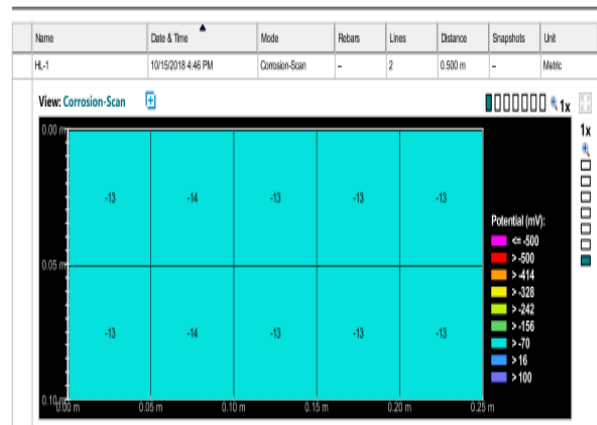 Name Date & Time Mode Rebars Lines Distance Snapshots Unit
HL-1 10/15/2018 4:46 PM Corrosion-Scan – 2 0.500 m – Metric
View: Corrosion-Scan 1x
1x
0.00 m
-13 -14 -13 -13 -13
Potential (mV):
<= -500
> -500
> -414
> -328
> -242
> -156
> -70
> 16
> 100
0.05 m
-13 -14 -13 -13 -13
0.10 m
0.00 m 0.05 m 0.10 m 0.15 m 0.20 m 0.25 m